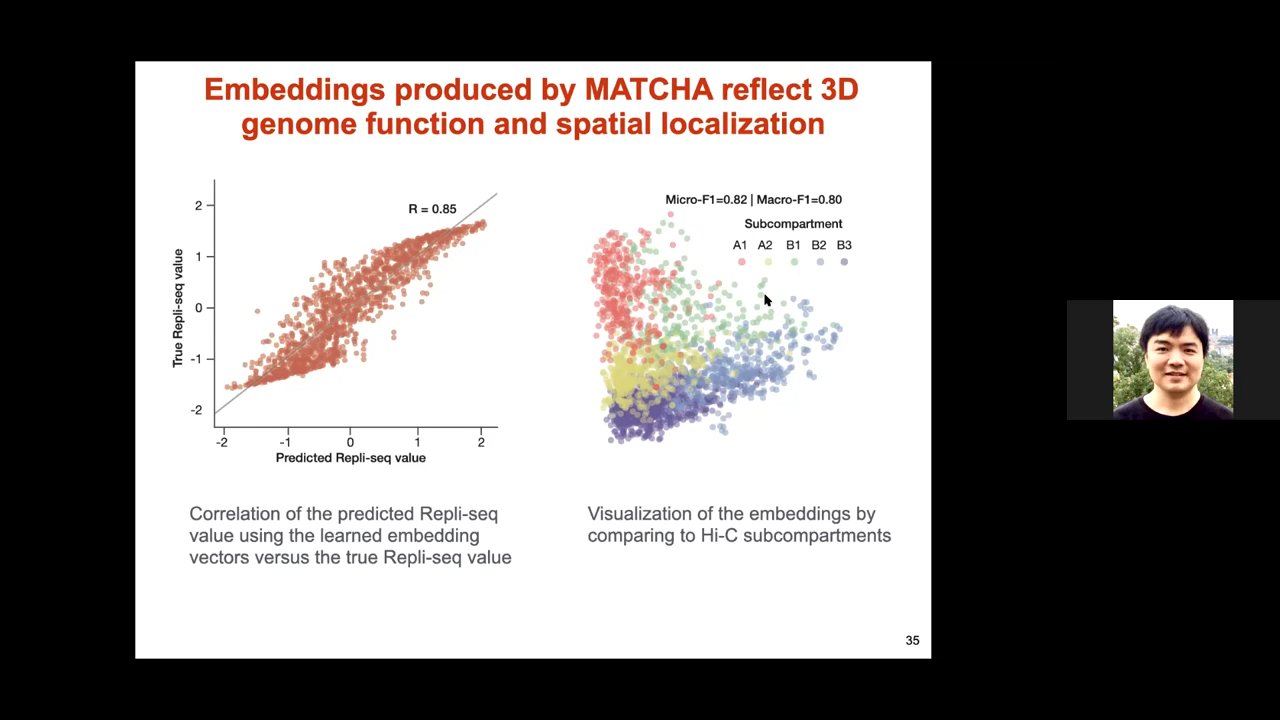 Embeddings produced by MATCHA reflect 3D
genome function and spatial localization
R = 0.85
2
1
0
-1
-2
True Repli-seq value
-2 -1 0 1 2
Predicted Repli-seq value
Micro-F1=0.82 | Macro-F1=0.80
Subcompartment
A1 A2 B1 B2 B3
Correlation of the predicted Repli-seq
value using the learned embedding
vectors versus the true Repli-seq value
Visualization of the embeddings by
comparing to Hi-C subcompartments
35